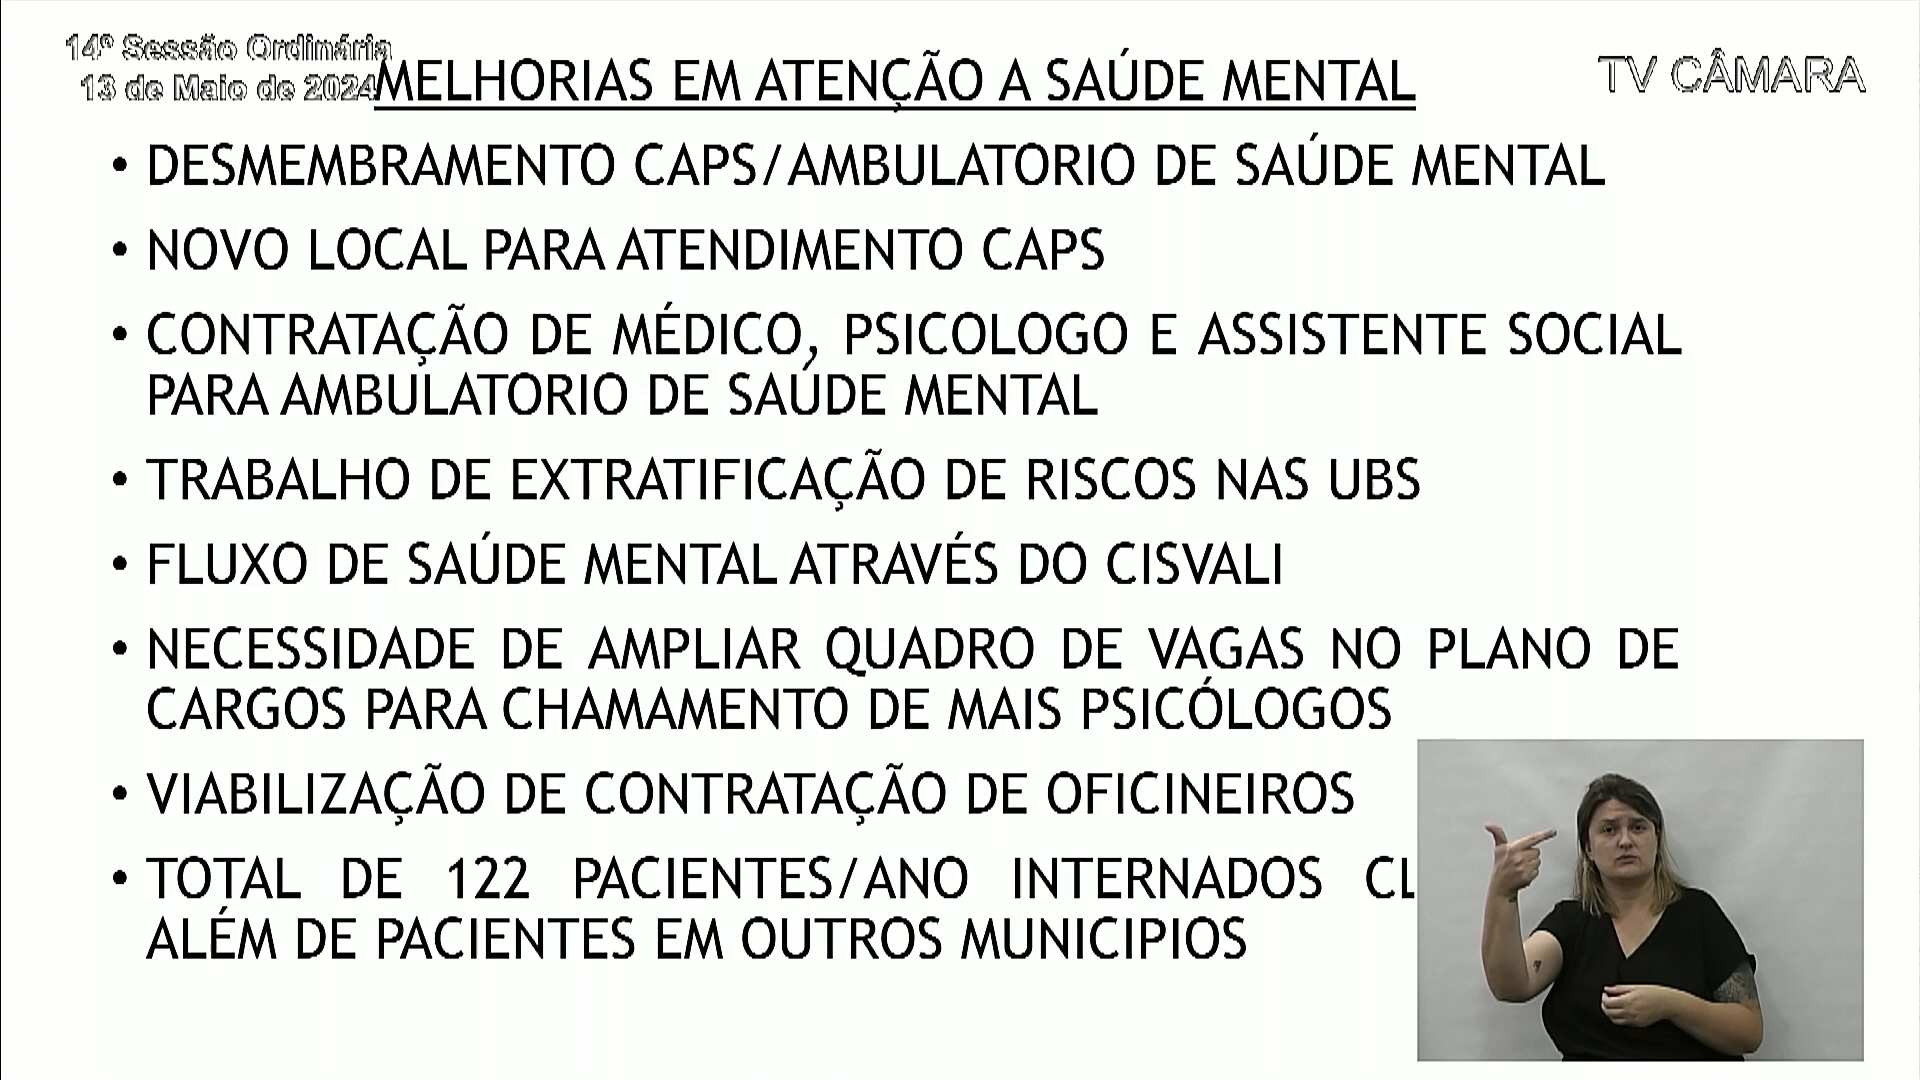 14ª Sessão Ordinária
13 de Maio de 2024
TV CÂMARA
MELHORIAS EM ATENÇÃO A SAÚDE MENTAL
• DESMEMBRAMENTO CAPS/AMBULATORIO DE SAÚDE MENTAL
• NOVO LOCAL PARA ATENDIMENTO CAPS
• CONTRATAÇÃO DE MÉDICO, PSICOLOGO E ASSISTENTE SOCIAL
PARA AMBULATORIO DE SAÚDE MENTAL
• TRABALHO DE EXTRATIFICAÇÃO DE RISCOS NAS UBS
• FLUXO DE SAÚDE MENTAL ATRAVÉS DO CISVALI
• NECESSIDADE DE AMPLIAR QUADRO DE VAGAS NO PLANO DE
CARGOS PARA CHAMAMENTO DE MAIS PSICÓLOGOS
• VIABILIZAÇÃO DE CONTRATAÇÃO DE OFICINEIROS
• TOTAL DE 122 PACIENTES/ANO INTERNADOS
ALÉM DE PACIENTES EM OUTROS MUNICIPIOS